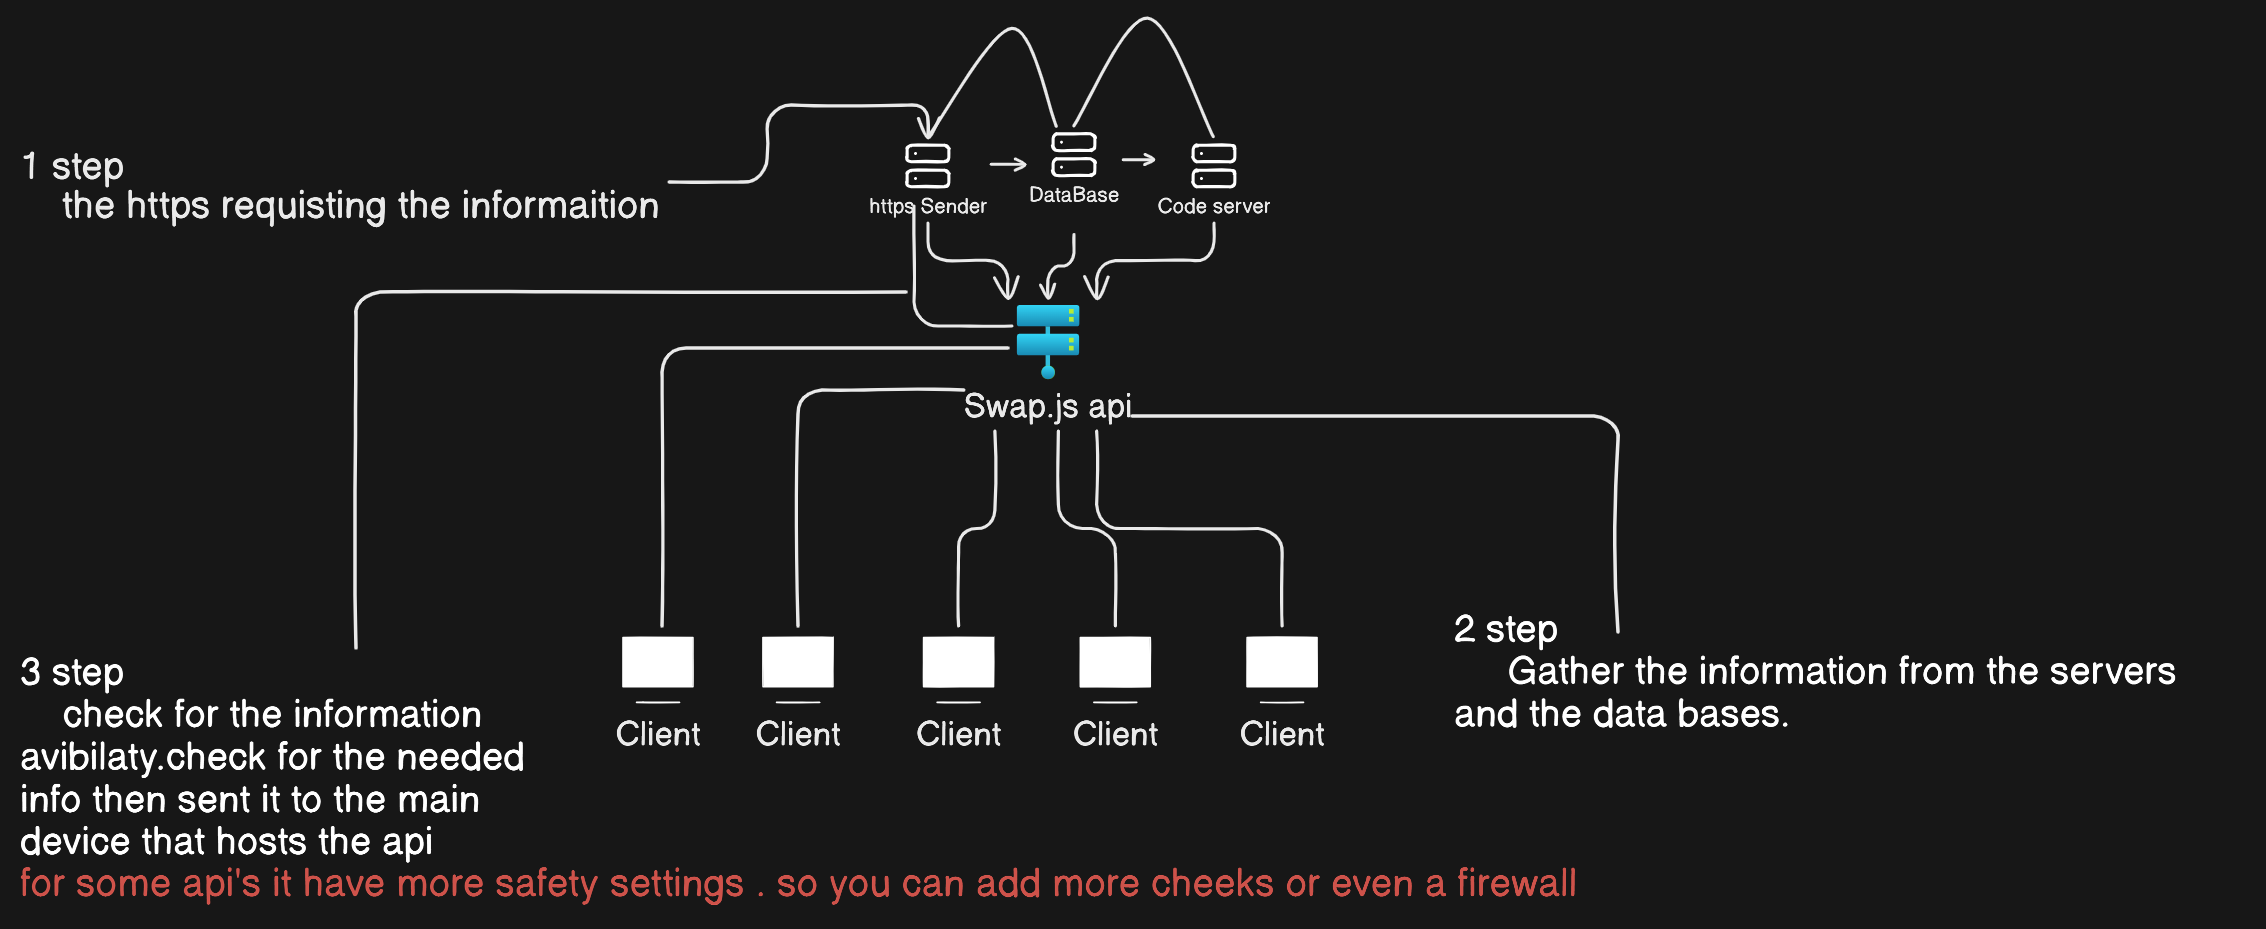 1 step
the https requisting the informaition
https Sender
DataBase
Code server
Swap.js api
Client
Client
Client
Client
Client
2 step
Gather the information from the servers
and the data bases.
3 step
check for the information
avibilaty.check for the needed
info then sent it to the main
device that hosts the api
for some api's it have more safety settings . so you can add more cheeks or even a firewall